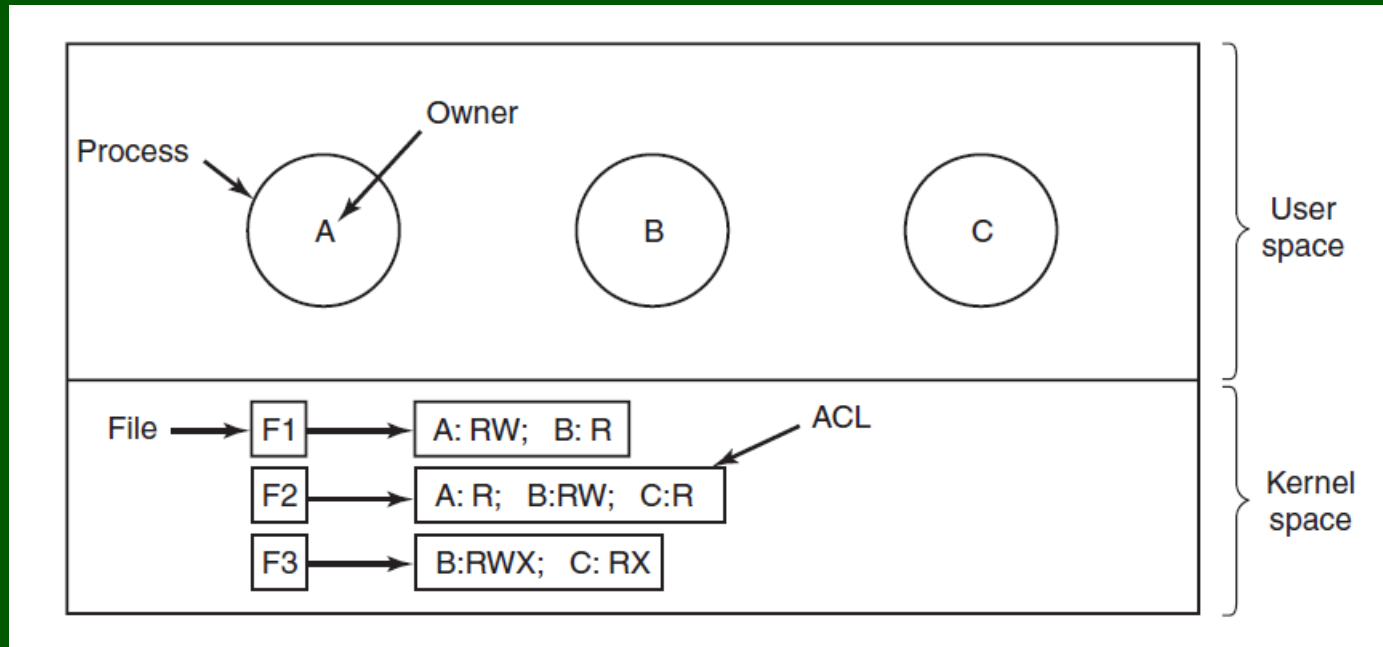 Owner
Process
A
B
C
User
space
File
F1
A: RW; B: R
ACL
F2
A: R; B:RW; C:R
Kernel
space
F3
B:RWX; C: RX